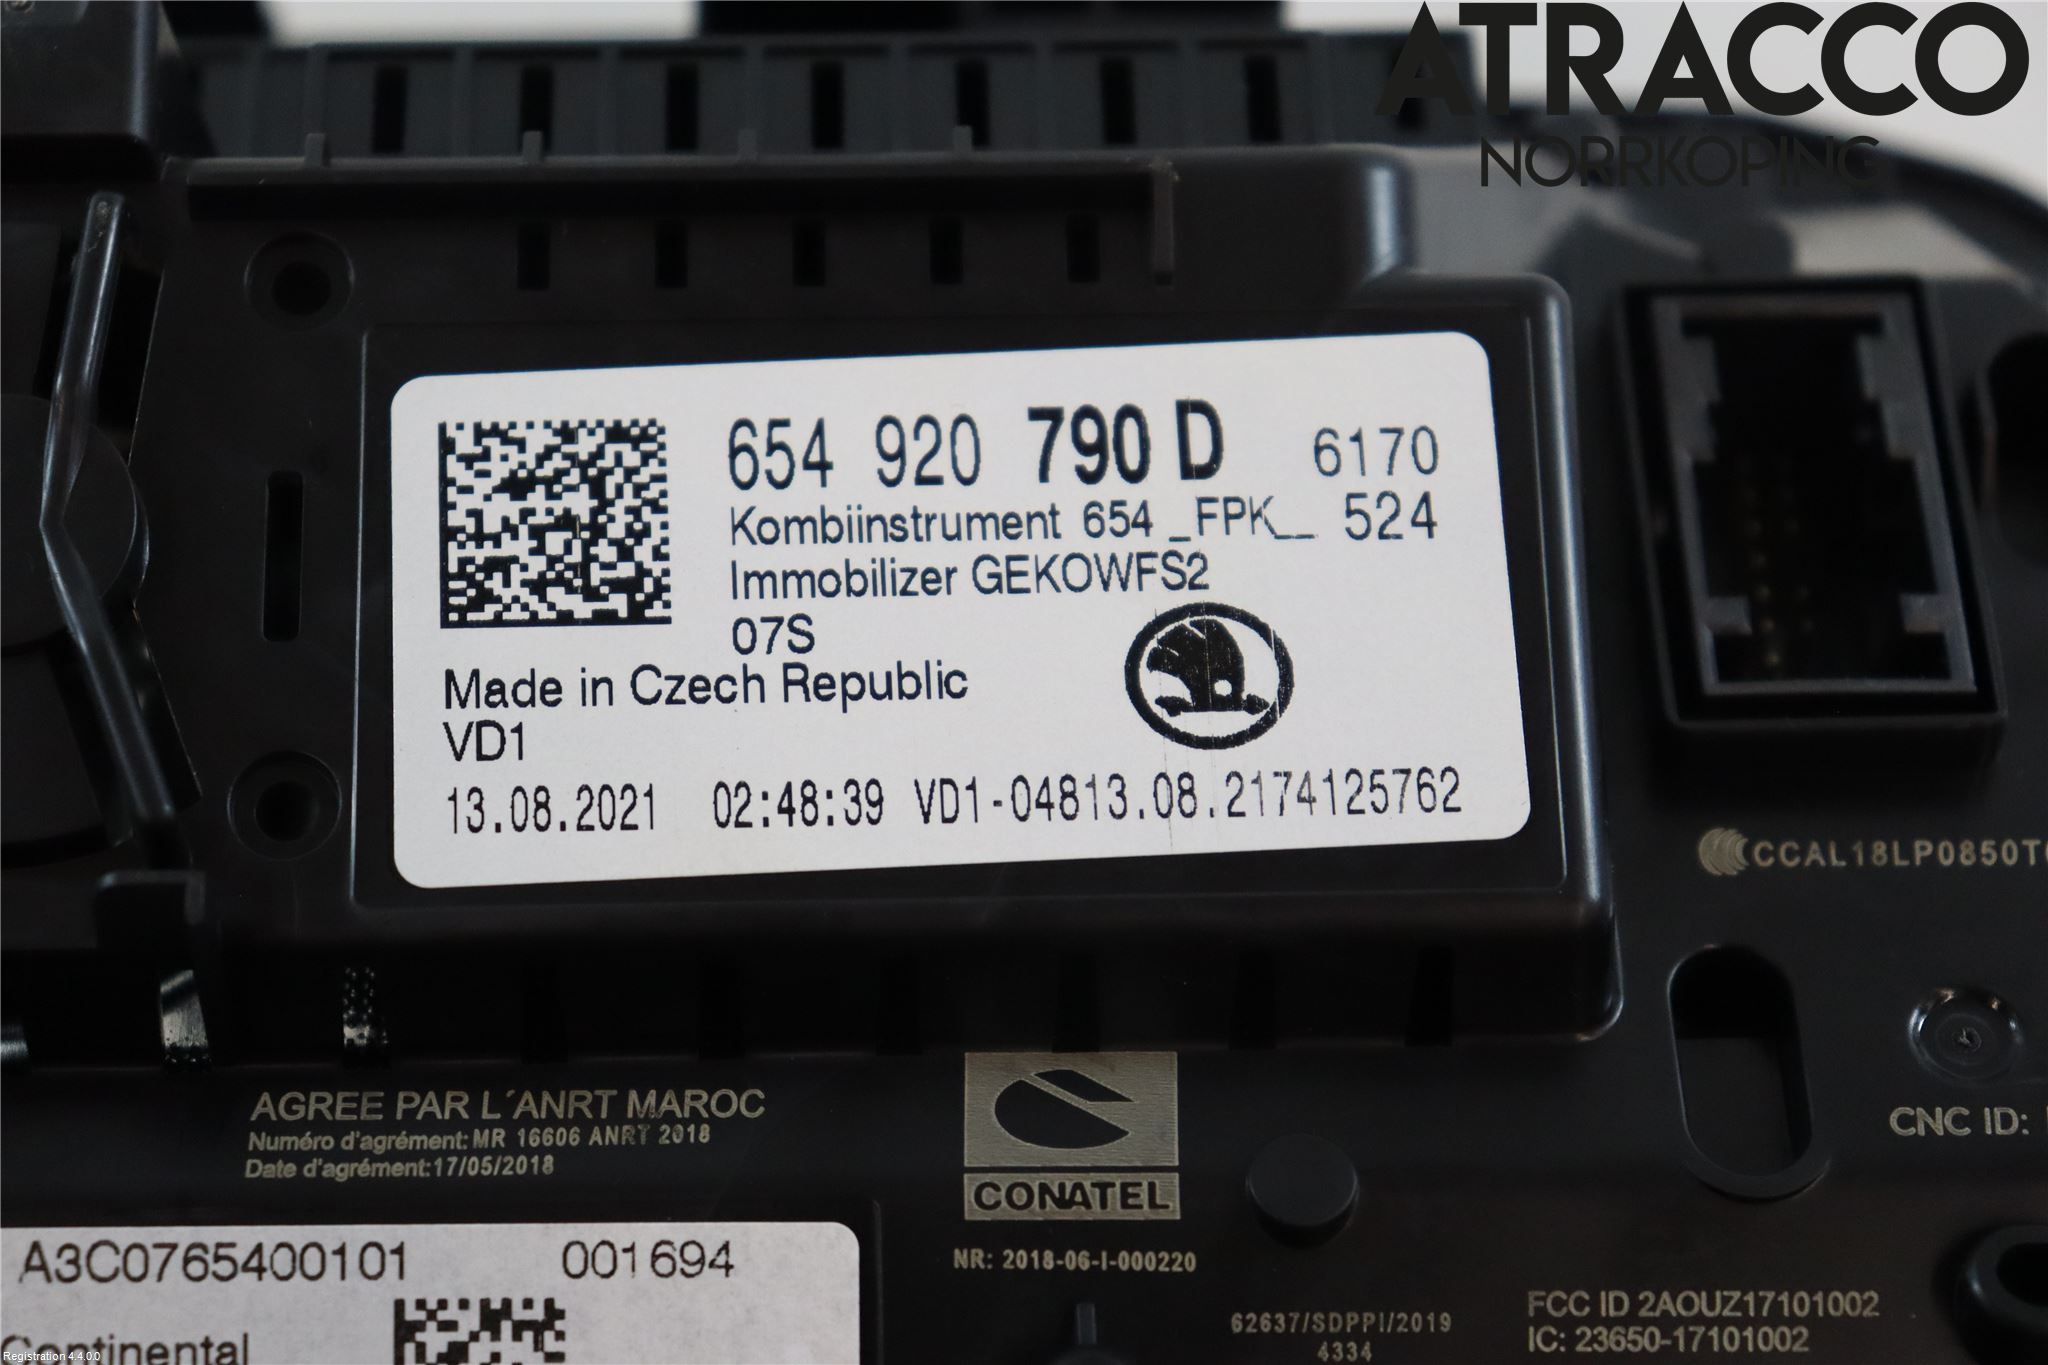 ATRACCO
NORRKÖPING
654 920 790 D 6170
Kombiinstrument 654 _FPK__ 524
Immobilizer GEKOWFS2
07S
Made in Czech Republic
VD1
13.08.2021 02:48:39 VD1-04813.08.2174125762
CCAL18LP0850T
AGREE PAR L´ANRT MAROC
Numéro d'agrément: MR 16606 ANRT 2018
Date d'agrément:17/05/2018
CNC ID:
CONATEL
NR: 2018-06-I-000220
A3C0765400101 001694
Continental
62637/SDPPI/2019
4334
FCC ID 2AOUZ17101002
IC: 23650-17101002
Registration 4.4.0.0